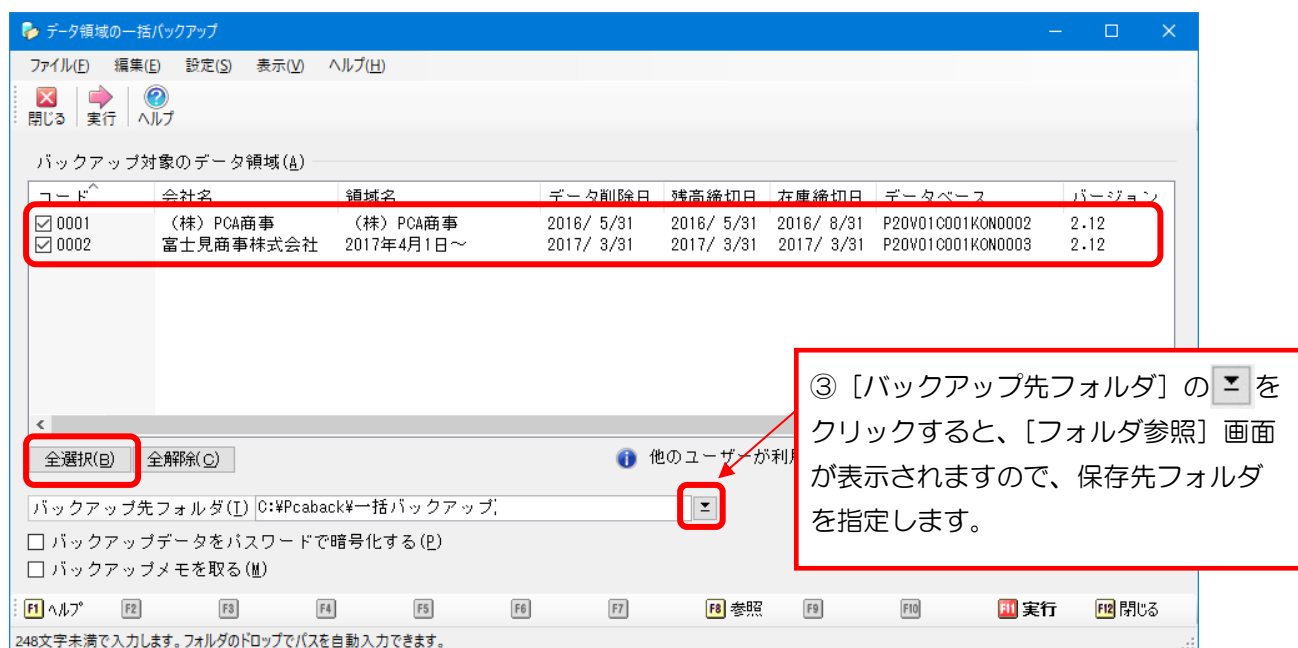 データ領域の一括バックアップ
ファイル(F) 編集(E) 設定(S) 表示(V) ヘルプ(H)
閉じる 実行 ヘルプ
バックアップ対象のデータ領域(A)
コード 会社名 領域名 データ削除日 残高締切日 在庫締切日 データベース バージョン
0001 (株) PCA商事 (株) PCA商事 2016/ 5/31 2016/ 5/31 2016/ 8/31 P20V01C001KON0002 2.12
0002 富士見商事株式会社 2017年4月1日～ 2017/ 3/31 2017/ 3/31 2017/ 3/31 P20V01C001KON0003 2.12
③［バックアップ先フォルダ］の を
クリックすると、［フォルダ参照］画面
が表示されますので、保存先フォルダ
を指定します。
全選択(B) 全解除(C) 他のユーザーが利
バックアップ先フォルダ(T) C:¥Pcaback¥一括バックアップ
バックアップデータをパスワードで暗号化する(P)
バックアップメモを取る(M)
F1 ヘルプ F2 F3 F4 F5 F6 F7 F8 参照 F9 F10 F11 実行 F12 閉じる
248文字未満で入力します。フォルダのドロップでパスを自動入力できます。